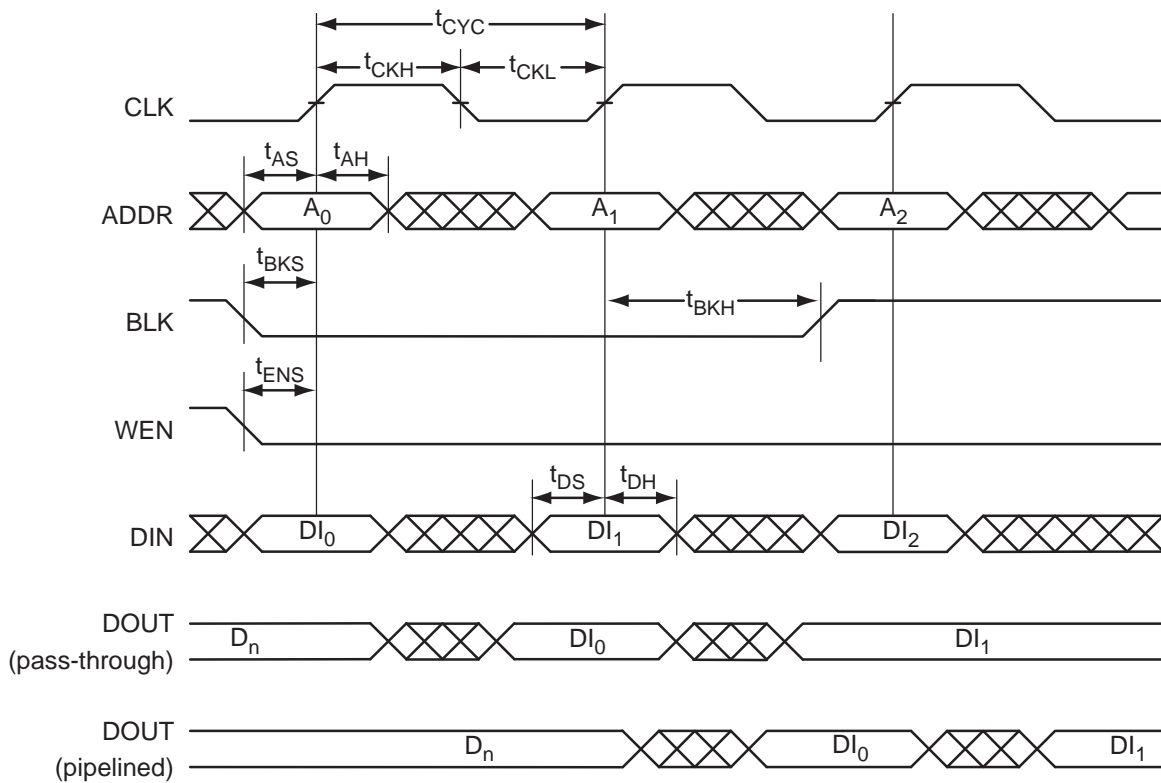 tCYC
tCKH tCKL
CLK
tAS tAH
ADDR A0 A1 A2
tBKS
BLK tBKH
tENS
WEN
tDS tDH
DIN DI0 DI1 DI2
DOUT
(pass-through) Dn DI0 DI1
DOUT
(pipelined) Dn DI0 DI1